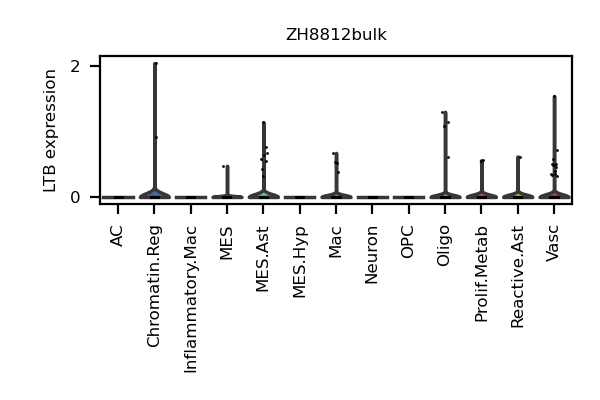 ZH8812bulk
LTB expression
2
0
AC
Chromatin.Reg
Inflammatory.Mac
MES
MES.Ast
MES.Hyp
Mac
Neuron
OPC
Oligo
Prolif.Metab
Reactive.Ast
Vasc